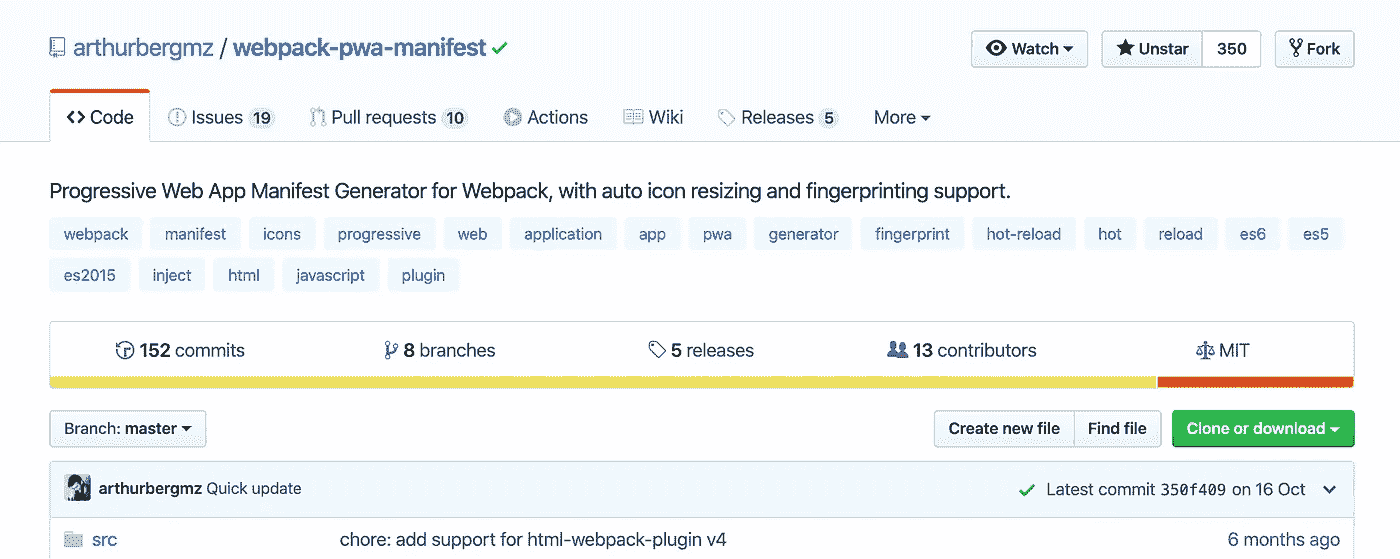 arthurbergmz / webpack-pwa-manifest Watch Unstar 350 Fork
Code Issues 19 Pull requests 10 Actions Wiki Releases 5 More
Progressive Web App Manifest Generator for Webpack, with auto icon resizing and fingerprinting support.
webpack manifest icons progressive web application app pwa generator fingerprint hot-reload hot reload es6 es5
es2015 inject html javascript plugin
152 commits 8 branches 5 releases 13 contributors MIT
Branch: master Create new file Find file Clone or download
arthurbergmz Quick update Latest commit 350f409 on 16 Oct
src chore: add support for html-webpack-plugin v4 6 months ago